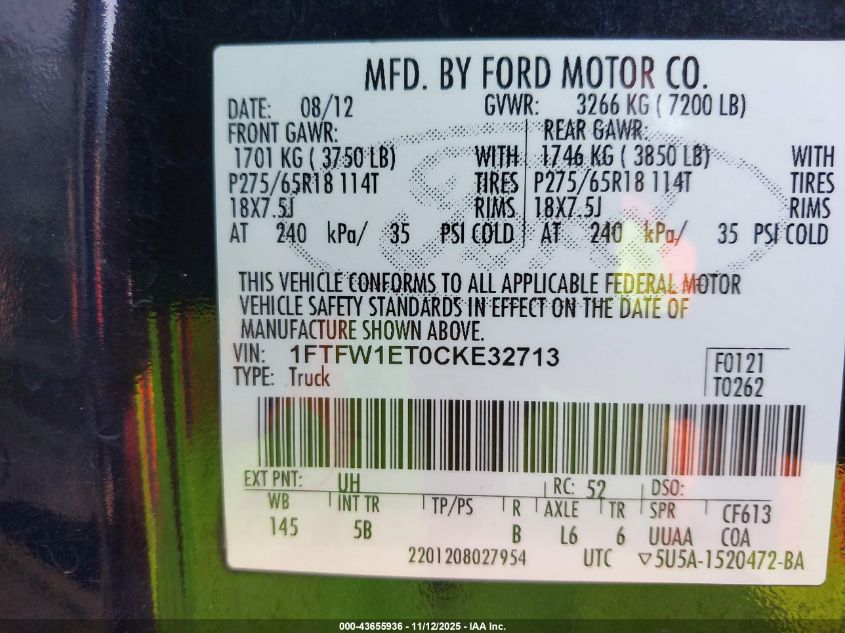 MFD. BY FORD MOTOR CO.
DATE: 08/12 GVWR: 3266 KG ( 7200 LB)
FRONT GAWR: REAR GAWR:
1701 KG ( 3750 LB) WITH 1746 KG ( 3850 LB) WITH
P275/65R18 114T TIRES P275/65R18 114T TIRES
18X7.5J RIMS 18X7.5J RIMS
AT 240 kPa/ 35 PSI COLD AT 240 kPa/ 35 PSI COLD
THIS VEHICLE CONFORMS TO ALL APPLICABLE FEDERAL MOTOR
VEHICLE SAFETY STANDARDS IN EFFECT ON THE DATE OF
MANUFACTURE SHOWN ABOVE.
VIN: 1FTFW1ET0CKE32713 F0121
TYPE: Truck T0262
EXT PNT: UH RC: 52 DSO:
WB INT TR TP/PS R AXLE TR SPR CF613
145 5B B L6 6 UUAA COA
2201208027954 UTC ▽5U5A-1520472-BA
000-43655936 - 11/12/2025 - IAA Inc.